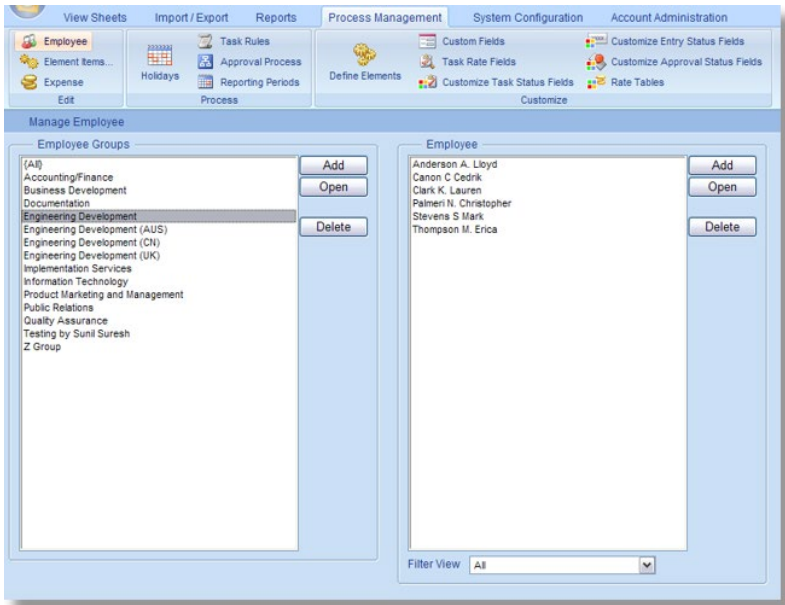 View Sheets Import / Export Reports Process Management System Configuration Account Administration
Employee Task Rules Custom Fields Customize Entry Status Fields
Element Items... Approval Process Task Rate Fields Customize Approval Status Fields
Holidays Define Elements
Expense Reporting Periods Customize Task Status Fields Rate Tables
Edit Process Customize
Manage Employee
Employee Groups Employee
{All} Add Anderson A. Lloyd Add
Accounting/Finance Canon C Cedrik
Business Development Open Clark K. Lauren Open
Documentation Palmeri N. Christopher
Engineering Development Stevens S Mark
Engineering Development (AUS) Delete Thompson M. Erica Delete
Engineering Development (CN)
Engineering Development (UK)
Implementation Services
Information Technology
Product Marketing and Management
Public Relations
Quality Assurance
Testing by Sunil Suresh
Z Group
Filter View All